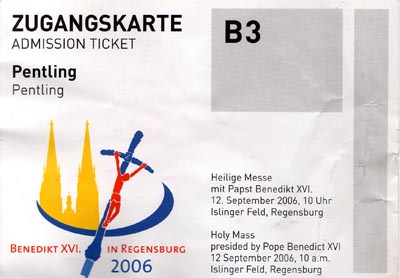 ZUGANGSKARTE
ADMISSION TICKET
Pentling
Pentling
B3
BENEDIKT XVI. IN REGENSBURG
2006
Heilige Messe
mit Papst Benedikt XVI.
12. September 2006, 10 Uhr
Islinger Feld, Regensburg
Holy Mass
presided by Pope Benedict XVI
12 September 2006, 10 a.m.
Islinger Feld, Regensburg